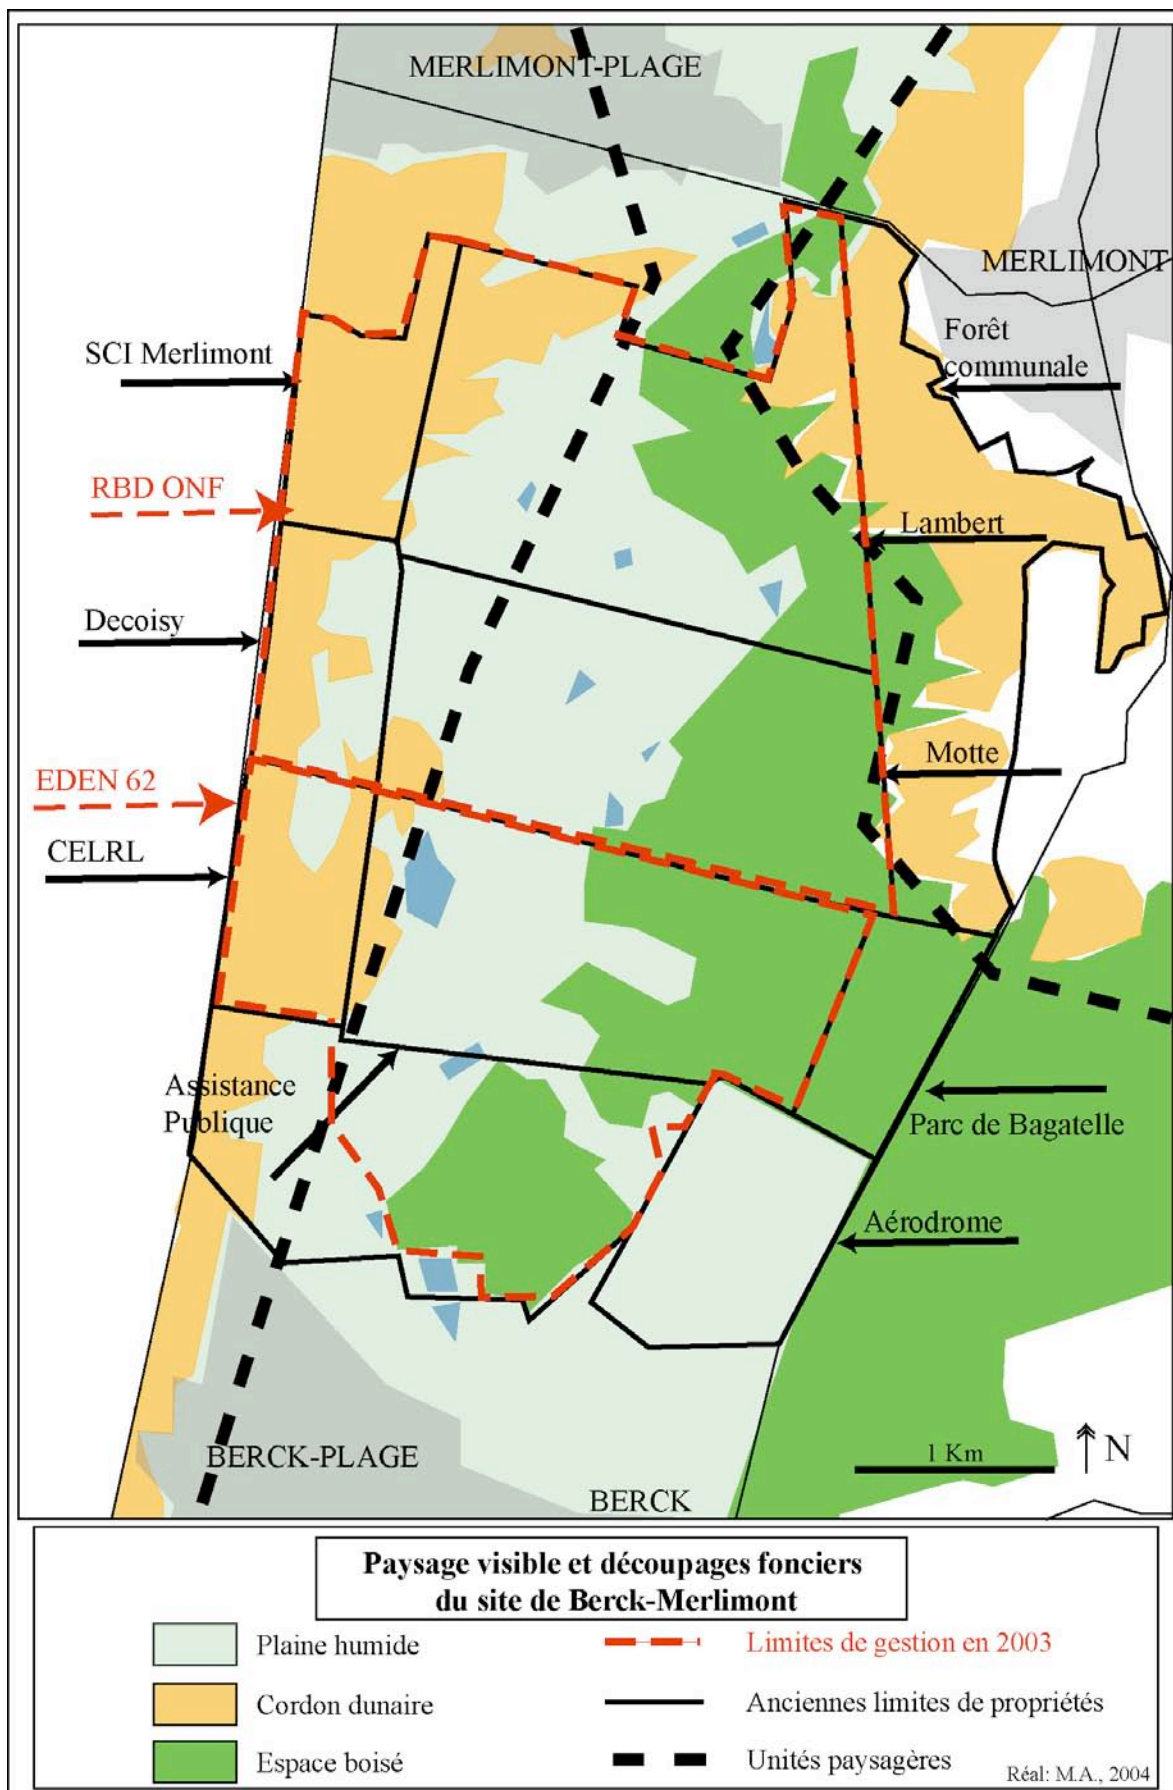 MERLIMONT-PLAGE
MERLIMONT
Forêt
communale
SCI Merlimont
RBD ONF
Lambert
Decoisy
Motte
EDEN 62
CELRL
Assistance
Publique
Parc de Bagatelle
Aérodrome
BERCK-PLAGE
1 Km
N
BERCK
Paysage visible et découpages fonciers
du site de Berck-Merlimont
Plaine humide
Limites de gestion en 2003
Cordon dunaire
Anciennes limites de propriétés
Espace boisé
Unités paysagères
Réal: M.A., 2004